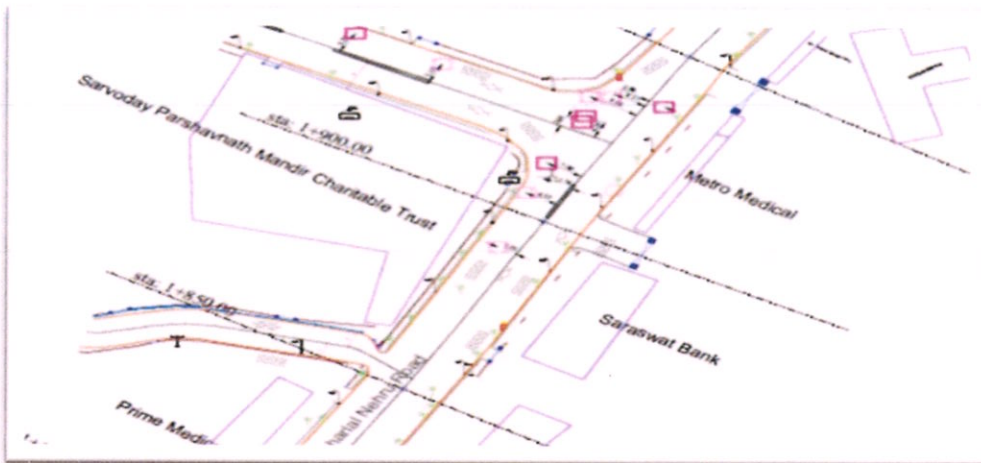 Sarvoday Parshavnath Mandir Charitable Trust
sta: 1+900.00
Metro Medical
sta: 1+850.00
Saraswat Bank
harlal Nehru Road
Prime Medic